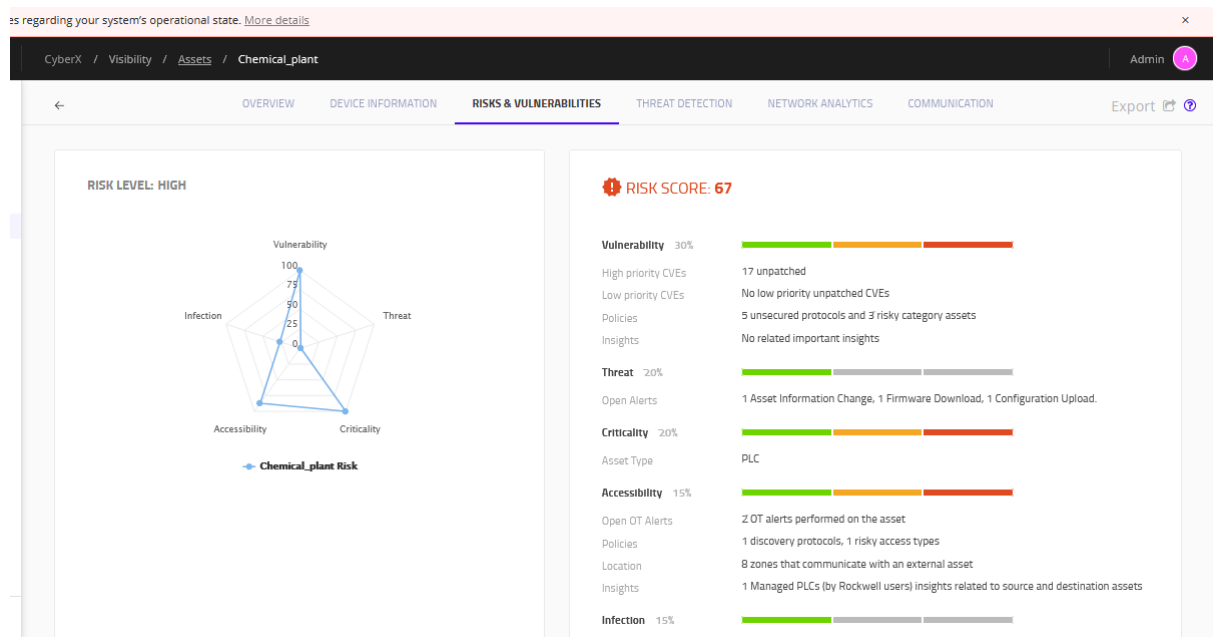 es regarding your system's operational state. More details ×
CyberX / Visibility / Assets / Chemical_plant
Admin A
OVERVIEW DEVICE INFORMATION RISKS & VULNERABILITIES THREAT DETECTION NETWORK ANALYTICS COMMUNICATION
Export ?
RISK LEVEL: HIGH
Vulnerability
100
75
50
25
0
Infection
Threat
Accessibility
Criticality
Chemical_plant Risk
RISK SCORE: 67
Vulnerability 30%
High priority CVEs 17 unpatched
Low priority CVEs No low priority unpatched CVEs
Policies 5 unsecured protocols and 3 risky category assets
Insights No related important insights
Threat 20%
Open Alerts 1 Asset Information Change, 1 Firmware Download, 1 Configuration Upload.
Criticality 20%
Asset Type PLC
Accessibility 15%
Open OT Alerts 2 OT alerts performed on the asset
Policies 1 discovery protocols, 1 risky access types
Location 8 zones that communicate with an external asset
Insights 1 Managed PLCs (by Rockwell users) insights related to source and destination assets
Infection 15%